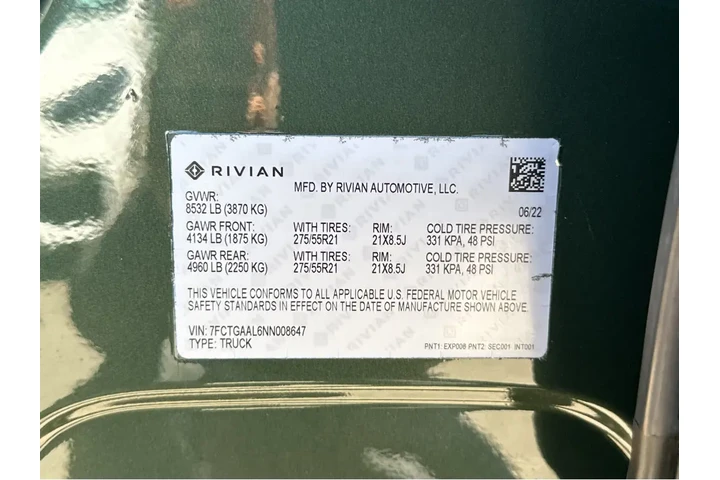 RIVIAN
MFD. BY RIVIAN AUTOMOTIVE, LLC.
GVWR:
8532 LB (3870 KG) 06/22
GAWR FRONT: WITH TIRES: RIM: COLD TIRE PRESSURE:
4134 LB (1875 KG) 275/55R21 21X8.5J 331 KPA, 48 PSI
GAWR REAR: WITH TIRES: RIM: COLD TIRE PRESSURE:
4960 LB (2250 KG) 275/55R21 21X8.5J 331 KPA, 48 PSI
THIS VEHICLE CONFORMS TO ALL APPLICABLE U.S. FEDERAL MOTOR VEHICLE
SAFETY STANDARDS IN EFFECT ON THE DATE OF MANUFACTURE SHOWN ABOVE.
VIN: 7FCTGAAL6NN008647
TYPE: TRUCK
PNT1: EXP008 PNT2: SEC001 INT001